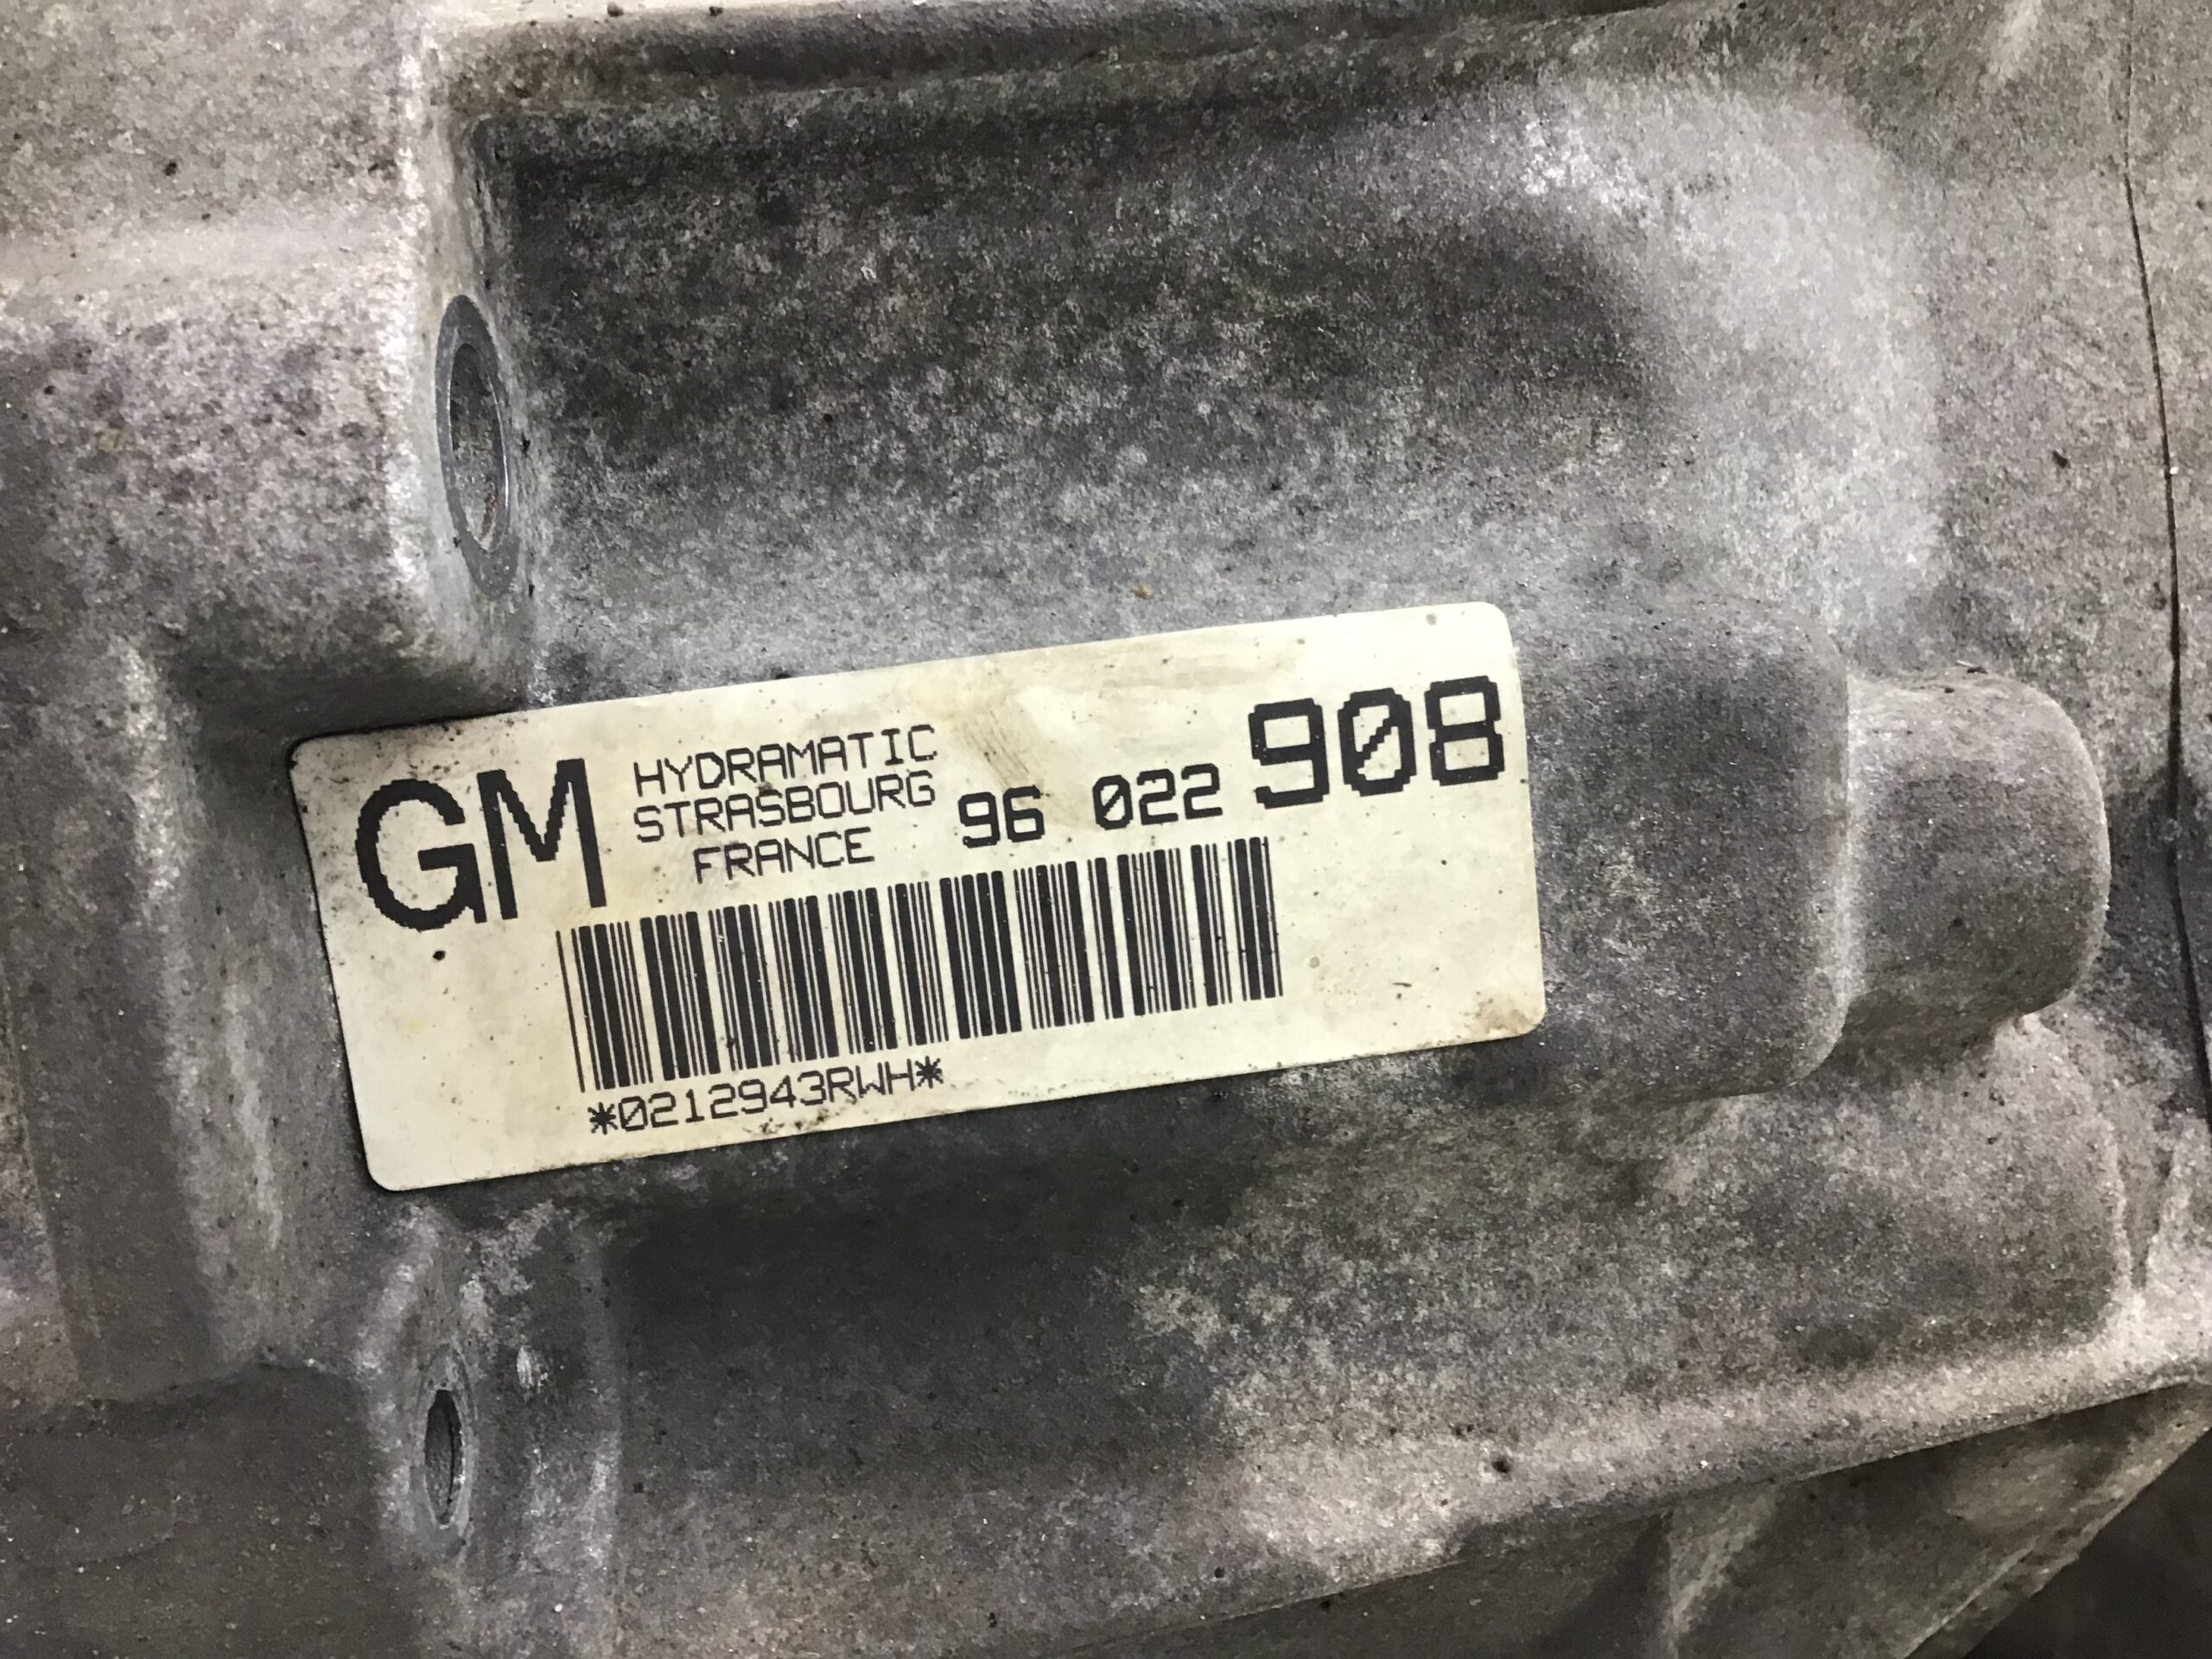 GM
HYDRAMATIC
STRASBOURG
FRANCE
96 022 908
*0212943RWH*